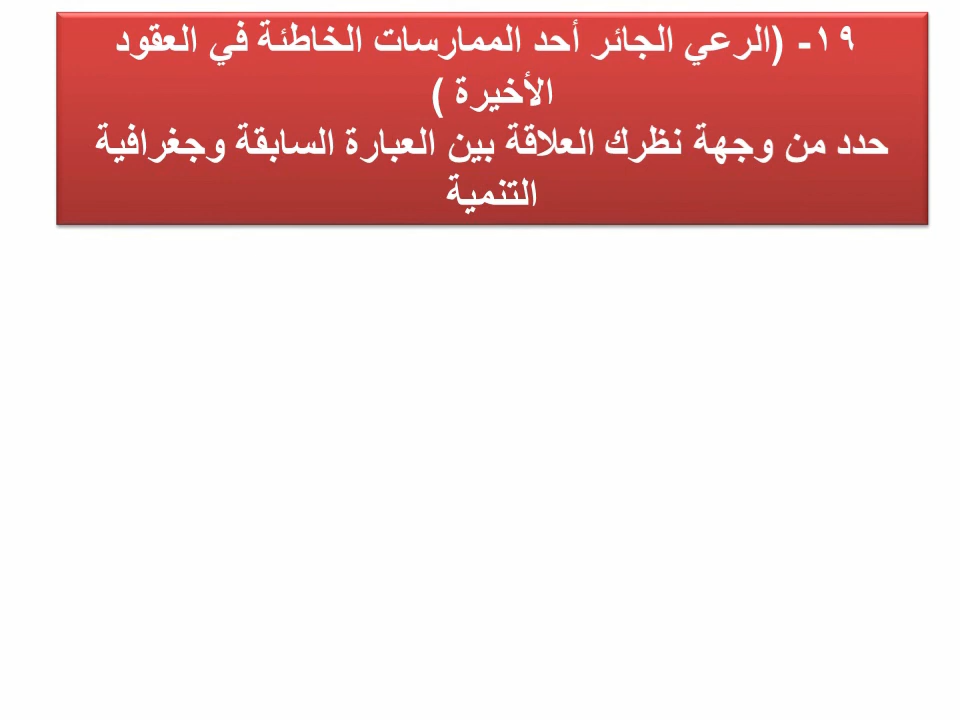 ١٩- (الرعي الجائر أحد الممارسات الخاطئة في العقود
الأخيرة )
حدد من وجهة نظرك العلاقة بين العبارة السابقة وجغرافية
التنمية